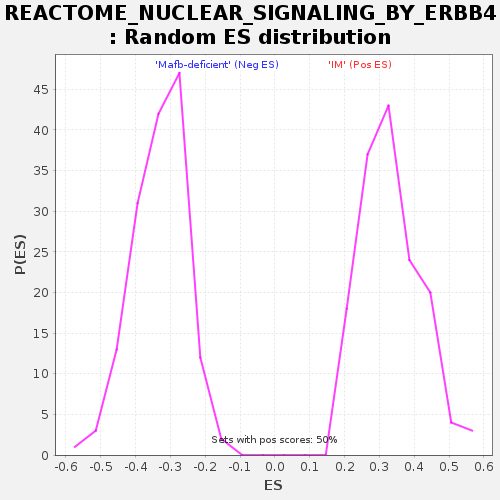 REACTOME_NUCLEAR_SIGNALING_BY_ERBB4
: Random ES distribution
'Mafb-deficient' (Neg ES) 'IM' (Pos ES)
45
40
35
30
25
20
15
10
5
0
P(ES)
Sets with pos scores: 50%
-0.6 -0.5 -0.4 -0.3 -0.2 -0.1 -0.0 0.1 0.2 0.3 0.4 0.5 0.6
ES